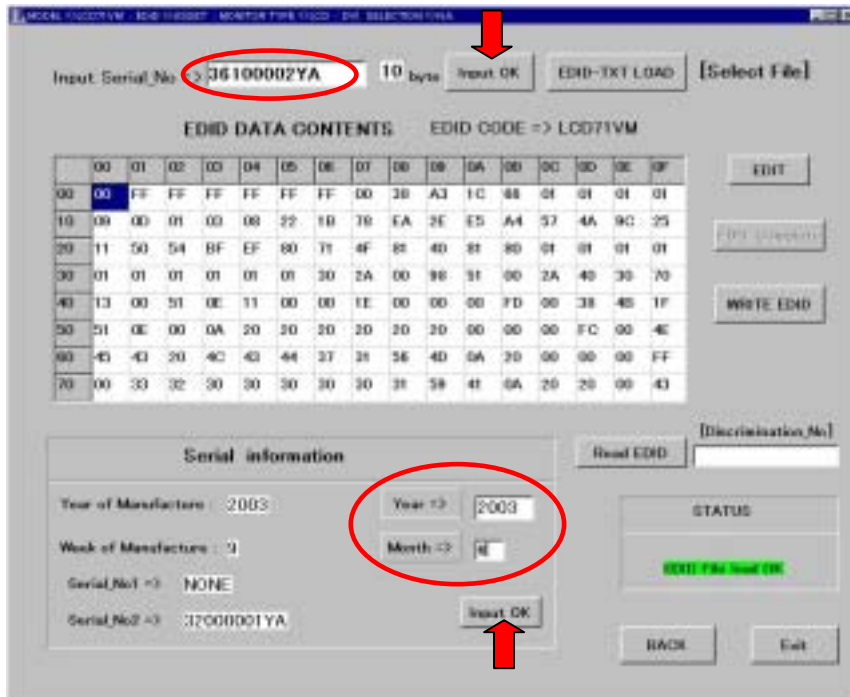 Input Serial_No => 36100002YA 10 byte Input OK EDID-TXT LOAD [Select File]
EDID DATA CONTENTS EDID CODE => LCD71VM
00 01 02 03 04 05 06 07 08 09 0A 0B 0C 0D 0E 0F
00 00 FF FF FF FF FF FF 00 38 A3 1C 66 01 01 01 01
10 09 0D 01 03 08 22 1B 78 EA 2E E5 A4 57 4A 9C 25
20 11 50 54 BF EF 80 71 4F 81 40 81 80 01 01 01 01
30 01 01 01 01 01 01 30 2A 00 98 51 00 2A 40 30 70
40 13 00 51 0E 11 00 00 1E 00 00 00 FD 00 38 4B 1F
50 51 0E 00 0A 20 20 20 20 20 20 00 00 00 FC 00 4E
60 45 43 20 4C 43 44 37 31 56 4D 0A 20 00 00 00 FF
70 00 33 32 30 30 30 30 30 31 59 41 0A 20 20 00 43
EDIT
WRITE EDID
Read EDID [Discrimination_No]
Serial information
Year of Manufacture : 2003 Year => 2003
Week of Manufacture : 9 Month =>
Serial_No1 => NONE
Serial_No2 => 32000001YA Input OK
STATUS
EDID File load OK
BACK Exit